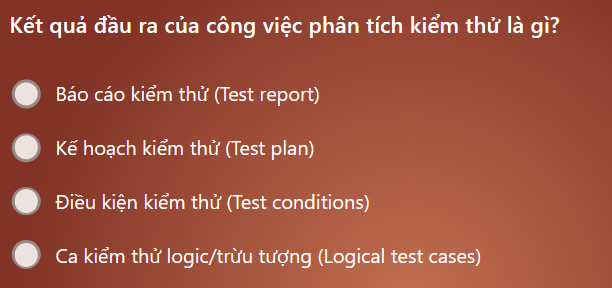 Kết quả đầu ra của công việc phân tích kiểm thử là gì?
Báo cáo kiểm thử (Test report)
Kế hoạch kiểm thử (Test plan)
Điều kiện kiểm thử (Test conditions)
Ca kiểm thử logic/trừu tượng (Logical test cases)